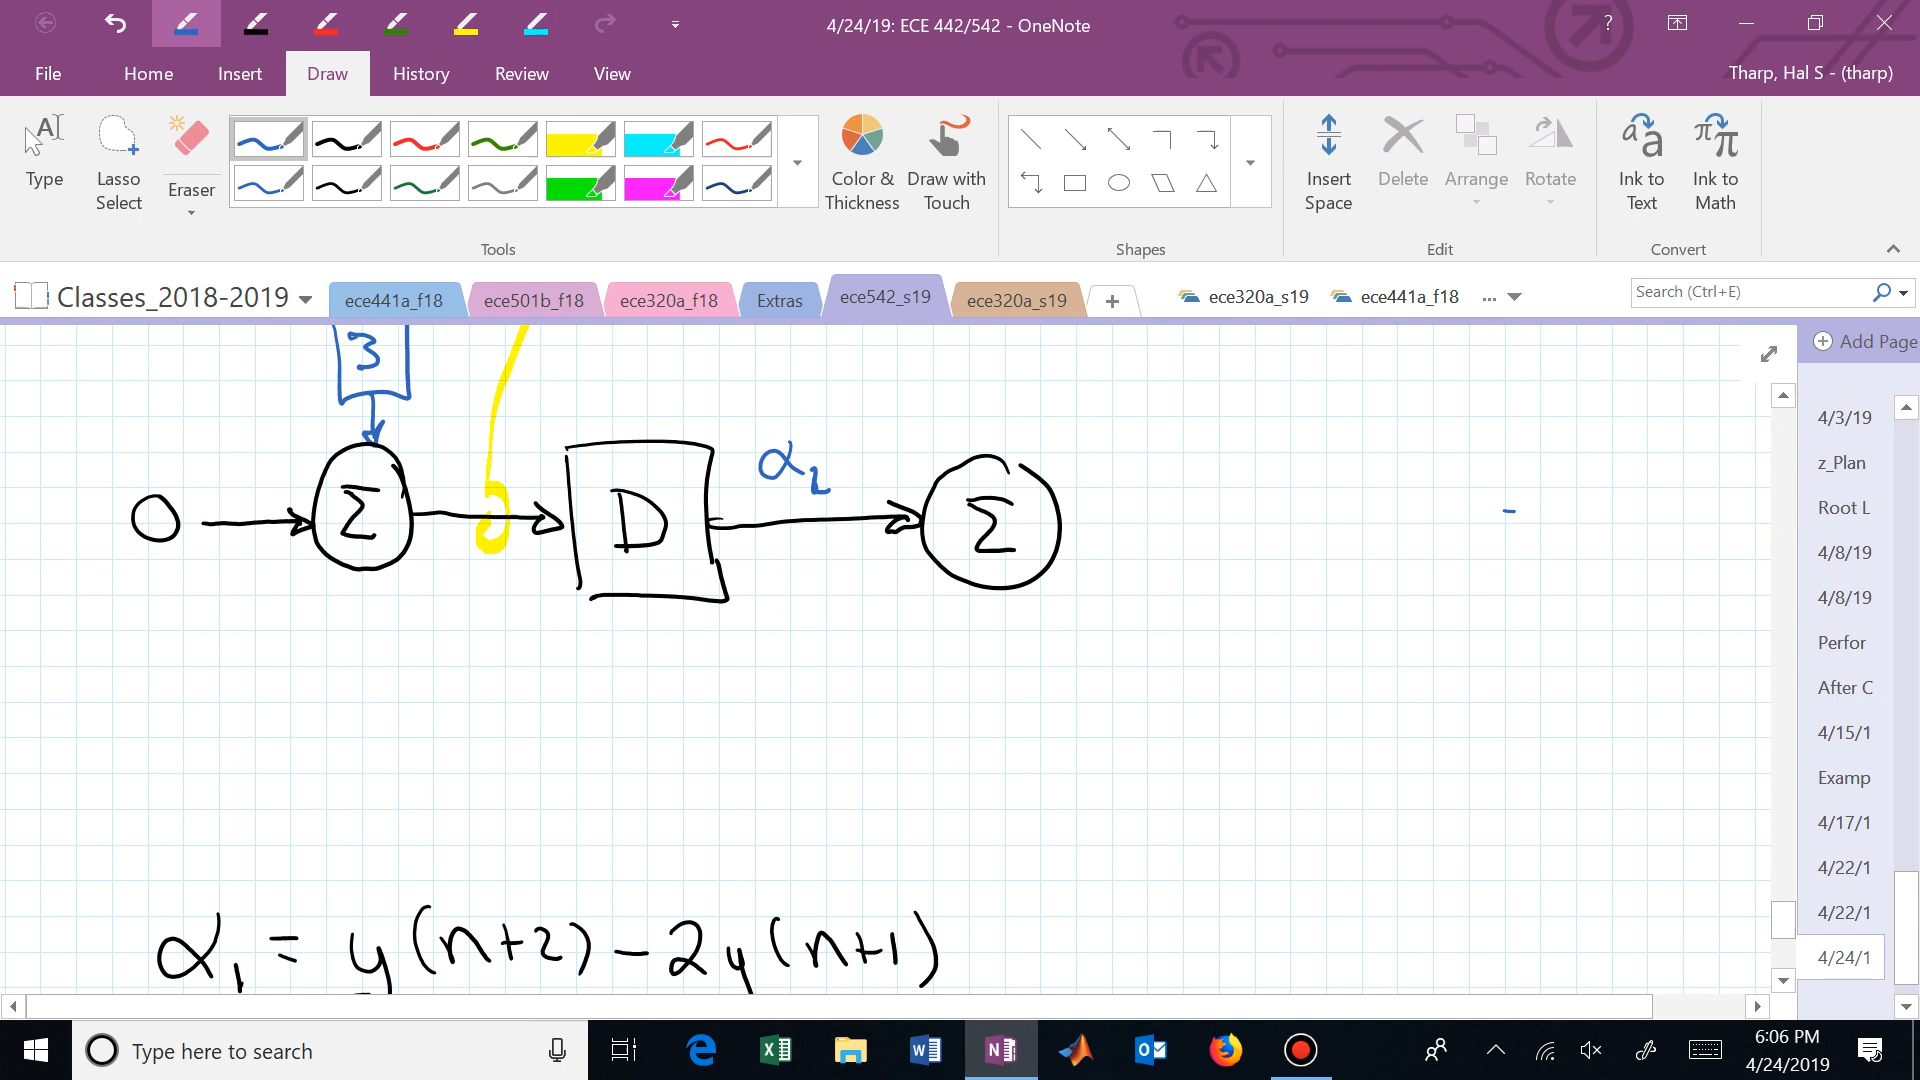 4/24/19: ECE 442/542 - OneNote
?
File Home Insert Draw History Review View
Tharp, Hal S - (tharp)
Type
Lasso Select
Eraser
Color & Thickness
Draw with Touch
Insert Space
Delete
Arrange
Rotate
Ink to Text
Ink to Math
Tools
Shapes
Edit
Convert
Classes_2018-2019
ece441a_f18
ece501b_f18
ece320a_f18
Extras
ece542_s19
ece320a_s19
+
ece320a_s19
ece441a_f18
...
Search (Ctrl+E)
Add Page
3
Σ
D
α2
Σ
-
α1 = y(n+2) - 2y(n+1)
4/3/19
z_Plan
Root L
4/8/19
4/8/19
Perfor
After C
4/15/1
Examp
4/17/1
4/22/1
4/22/1
4/24/1
Type here to search
6:06 PM
4/24/2019